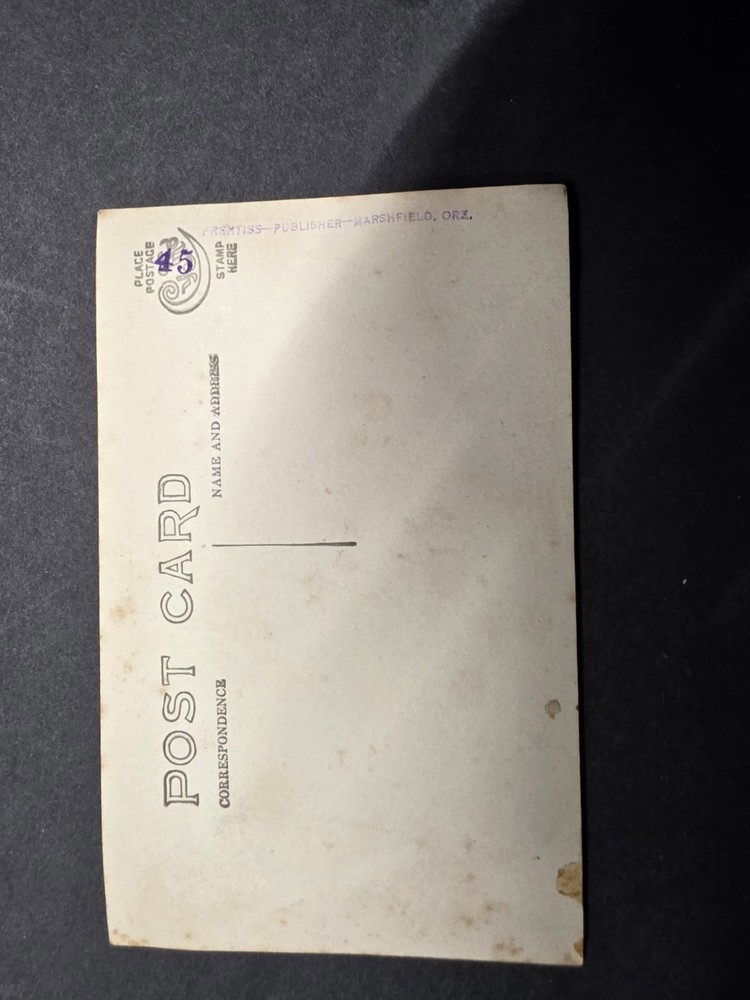 PRENTISS—PUBLISHER—MARSHFIELD, ORE.
PLACE
POSTAGE
45
STAMP
HERE
POST CARD
CORRESPONDENCE
NAME AND ADDRESS